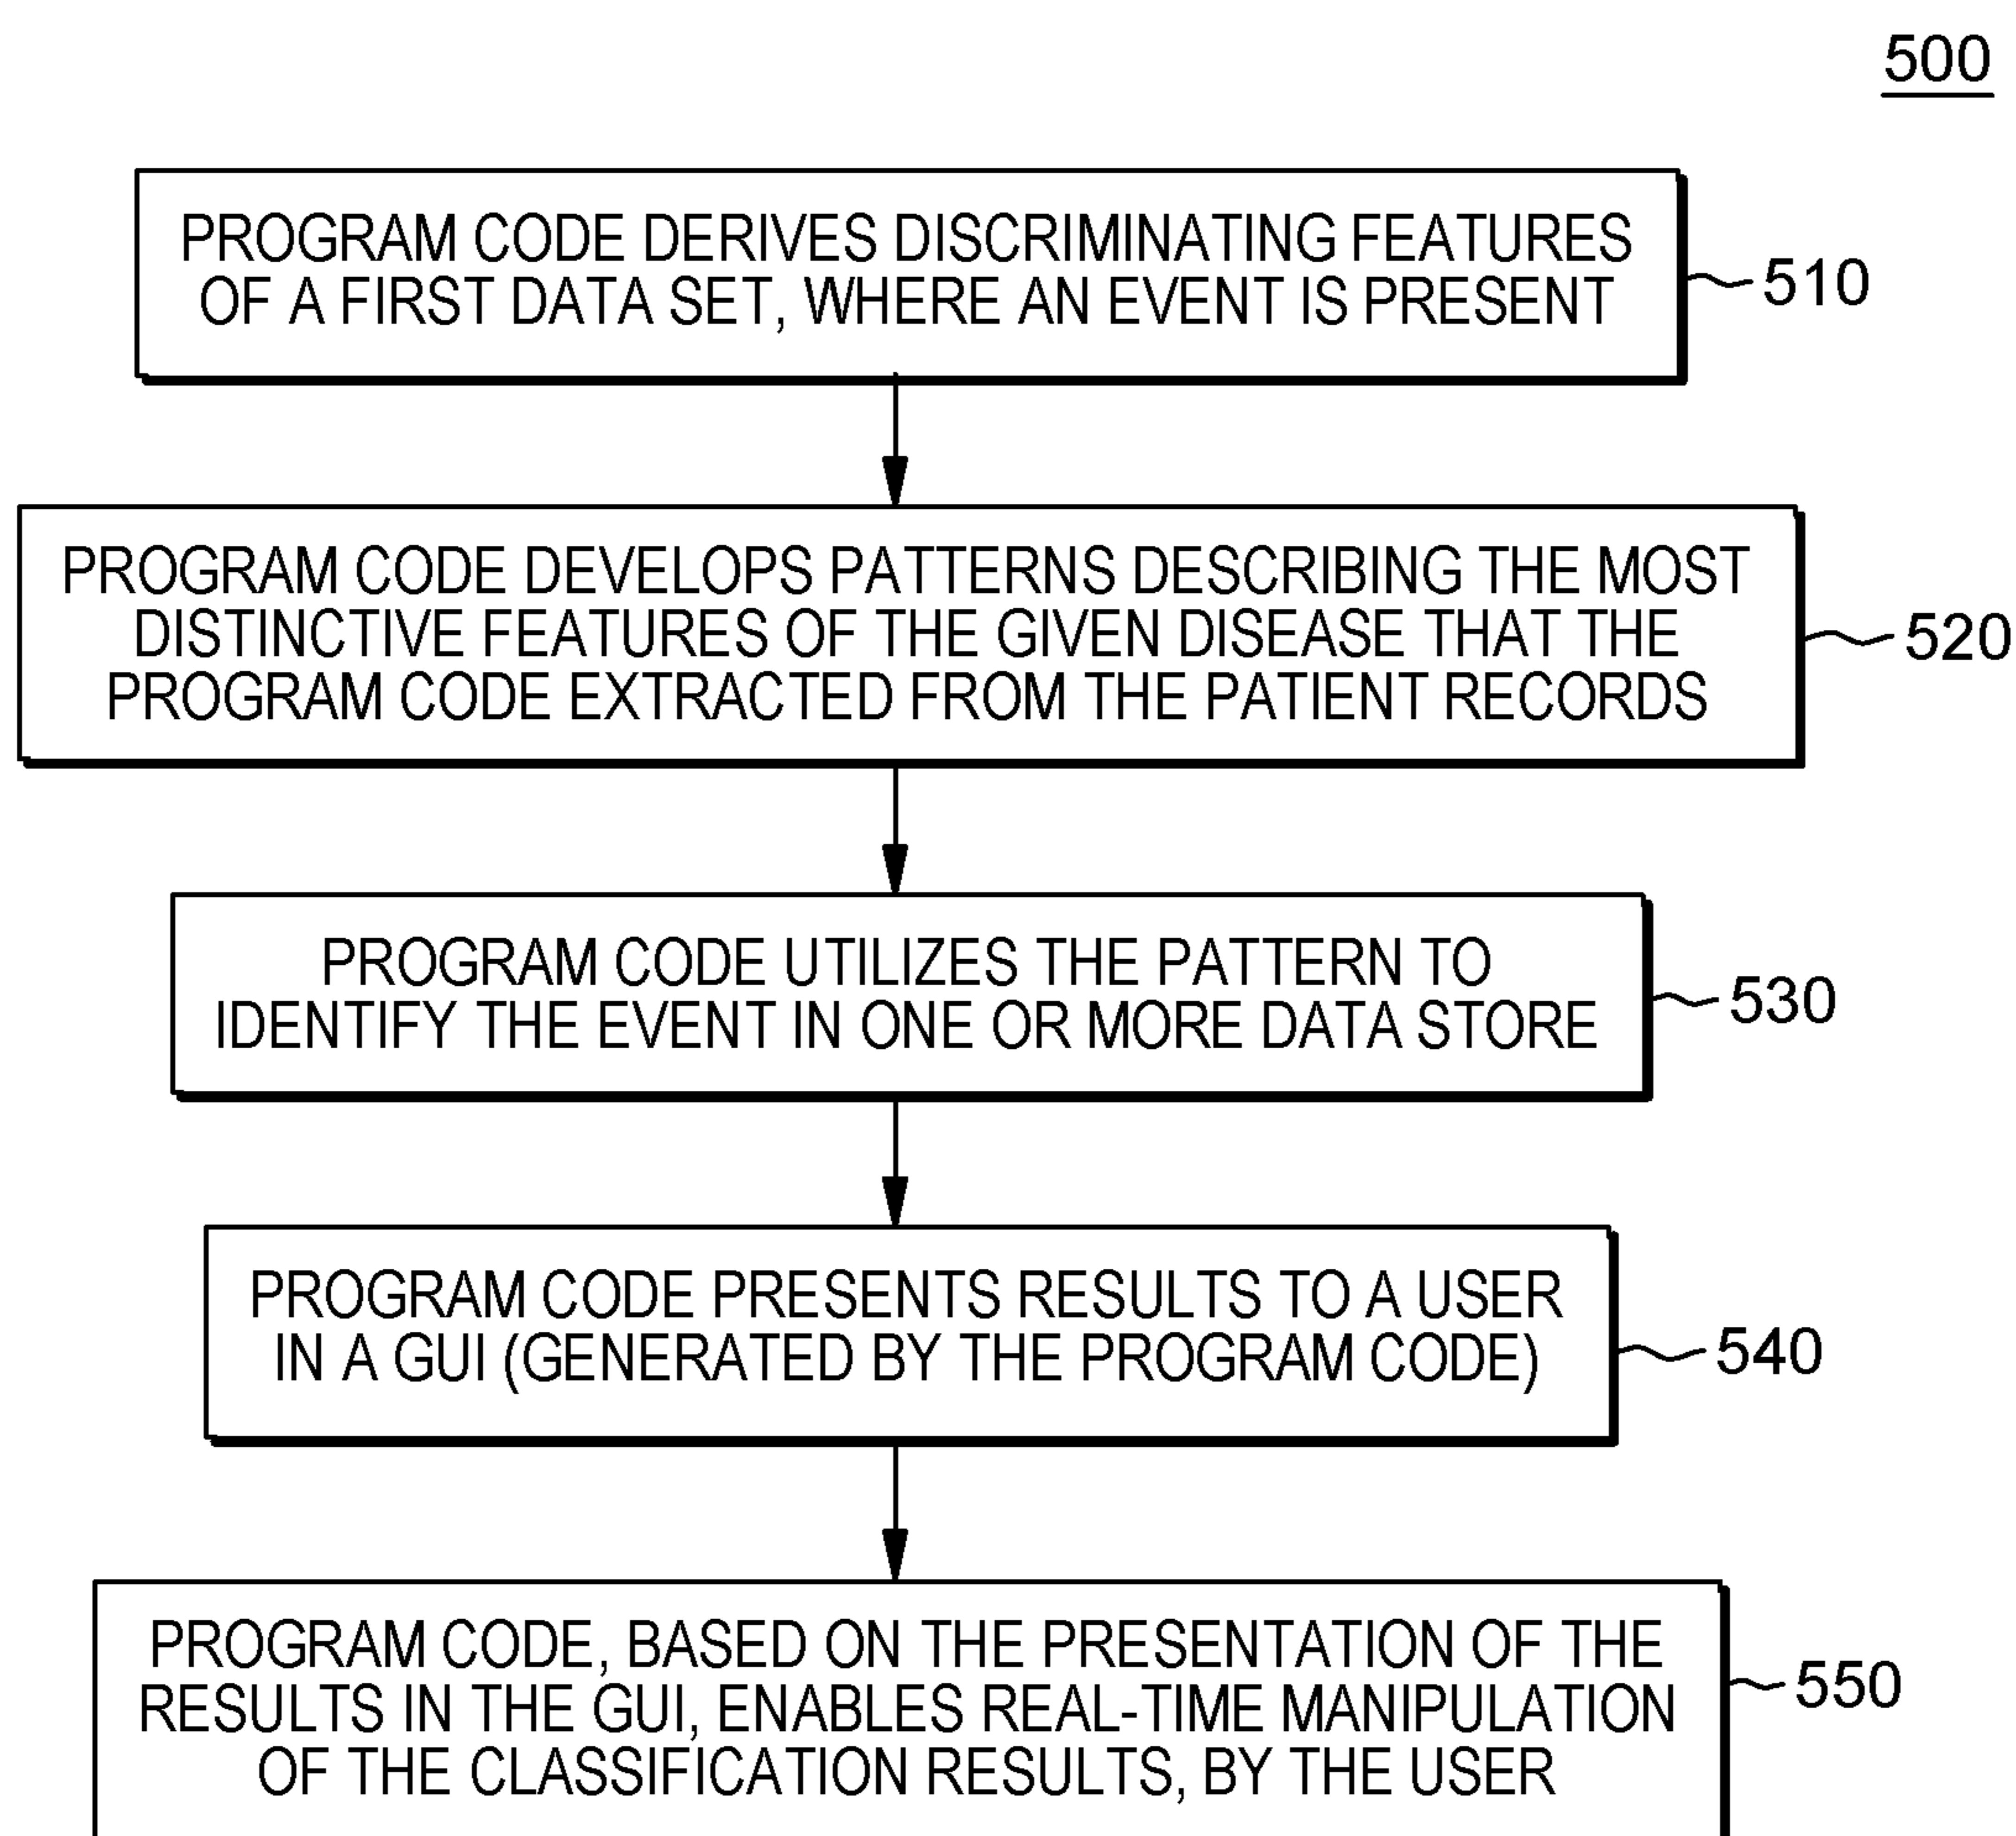 500
PROGRAM CODE DERIVES DISCRIMINATING FEATURES
OF A FIRST DATA SET, WHERE AN EVENT IS PRESENT
510
PROGRAM CODE DEVELOPS PATTERNS DESCRIBING THE MOST
DISTINCTIVE FEATURES OF THE GIVEN DISEASE THAT THE
PROGRAM CODE EXTRACTED FROM THE PATIENT RECORDS
520
PROGRAM CODE UTILIZES THE PATTERN TO
IDENTIFY THE EVENT IN ONE OR MORE DATA STORE
530
PROGRAM CODE PRESENTS RESULTS TO A USER
IN A GUI (GENERATED BY THE PROGRAM CODE)
540
PROGRAM CODE, BASED ON THE PRESENTATION OF THE
RESULTS IN THE GUI, ENABLES REAL-TIME MANIPULATION
OF THE CLASSIFICATION RESULTS, BY THE USER
550